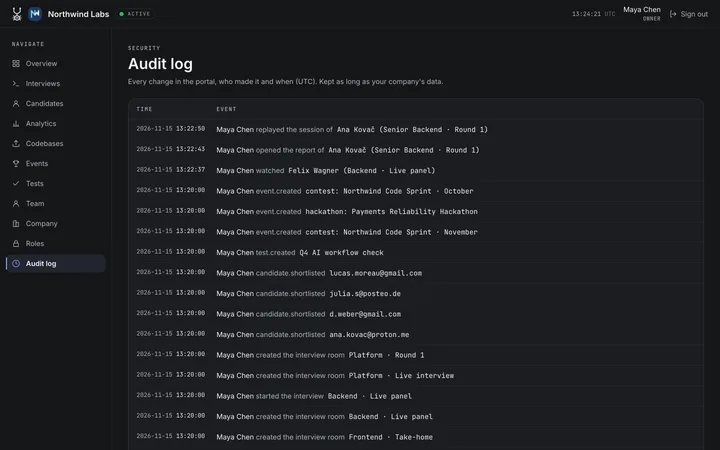 Northwind Labs
ACTIVE
13:24:21 UTC
Maya Chen
OWNER
Sign out
NAVIGATE
Overview
Interviews
Candidates
Analytics
Codebases
Events
Tests
Team
Company
Roles
Audit log
SECURITY
Audit log
Every change in the portal, who made it and when (UTC). Kept as long as your company's data.
TIME EVENT
2026-11-15 13:22:50 Maya Chen replayed the session of Ana Kovač (Senior Backend · Round 1)
2026-11-15 13:22:43 Maya Chen opened the report of Ana Kovač (Senior Backend · Round 1)
2026-11-15 13:22:37 Maya Chen watched Felix Wagner (Backend · Live panel)
2026-11-15 13:20:00 Maya Chen event.created contest: Northwind Code Sprint · October
2026-11-15 13:20:00 Maya Chen event.created hackathon: Payments Reliability Hackathon
2026-11-15 13:20:00 Maya Chen event.created contest: Northwind Code Sprint · November
2026-11-15 13:20:00 Maya Chen test.created Q4 AI workflow check
2026-11-15 13:20:00 Maya Chen candidate.shortlisted lucas.moreau@gmail.com
2026-11-15 13:20:00 Maya Chen candidate.shortlisted julia.s@posteo.de
2026-11-15 13:20:00 Maya Chen candidate.shortlisted d.weber@gmail.com
2026-11-15 13:20:00 Maya Chen candidate.shortlisted ana.kovac@proton.me
2026-11-15 13:20:00 Maya Chen created the interview room Platform · Round 1
2026-11-15 13:20:00 Maya Chen created the interview room Platform · Live interview
2026-11-15 13:20:00 Maya Chen started the interview Backend · Live panel
2026-11-15 13:20:00 Maya Chen created the interview room Backend · Live panel
2026-11-15 13:20:00 Maya Chen created the interview room Frontend · Take-home